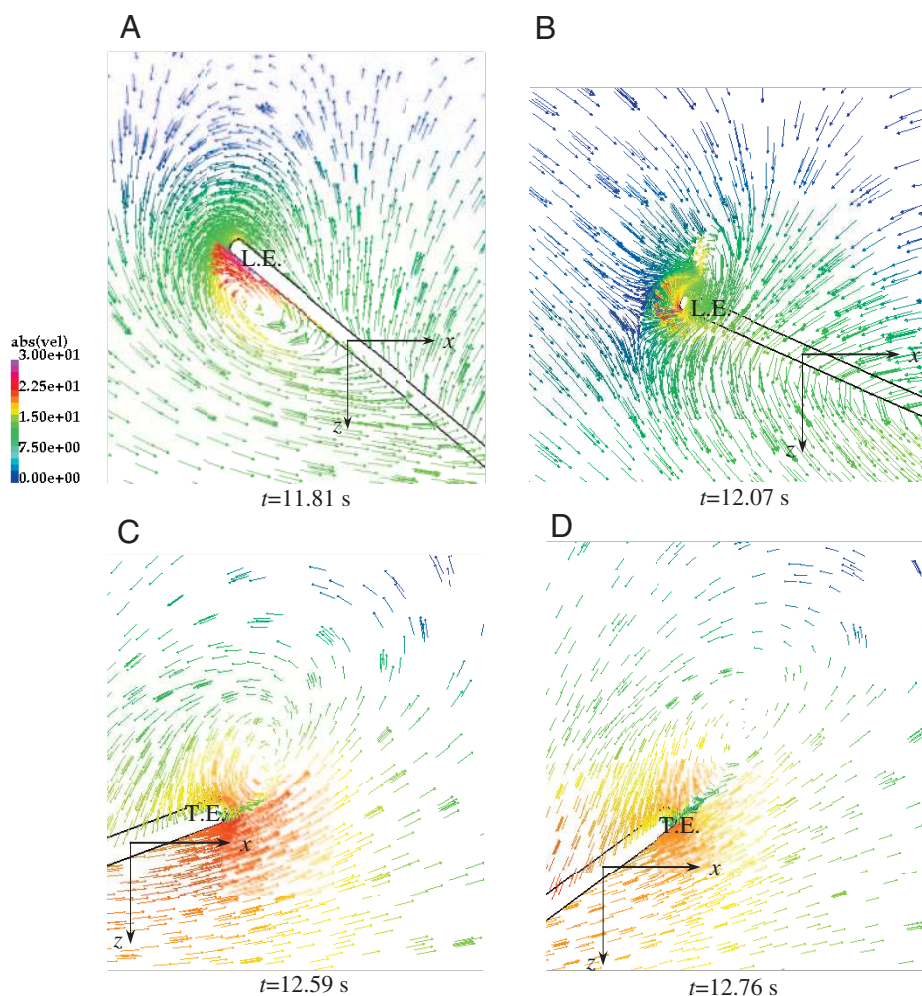 A
B
L.E.
x
z
L.E.
x
z
abs(vel)
3.00e+01
2.25e+01
1.50e+01
7.50e+00
0.00e+00
t=11.81 s
t=12.07 s
C
D
T.E.
x
z
T.E.
x
z
t=12.59 s
t=12.76 s